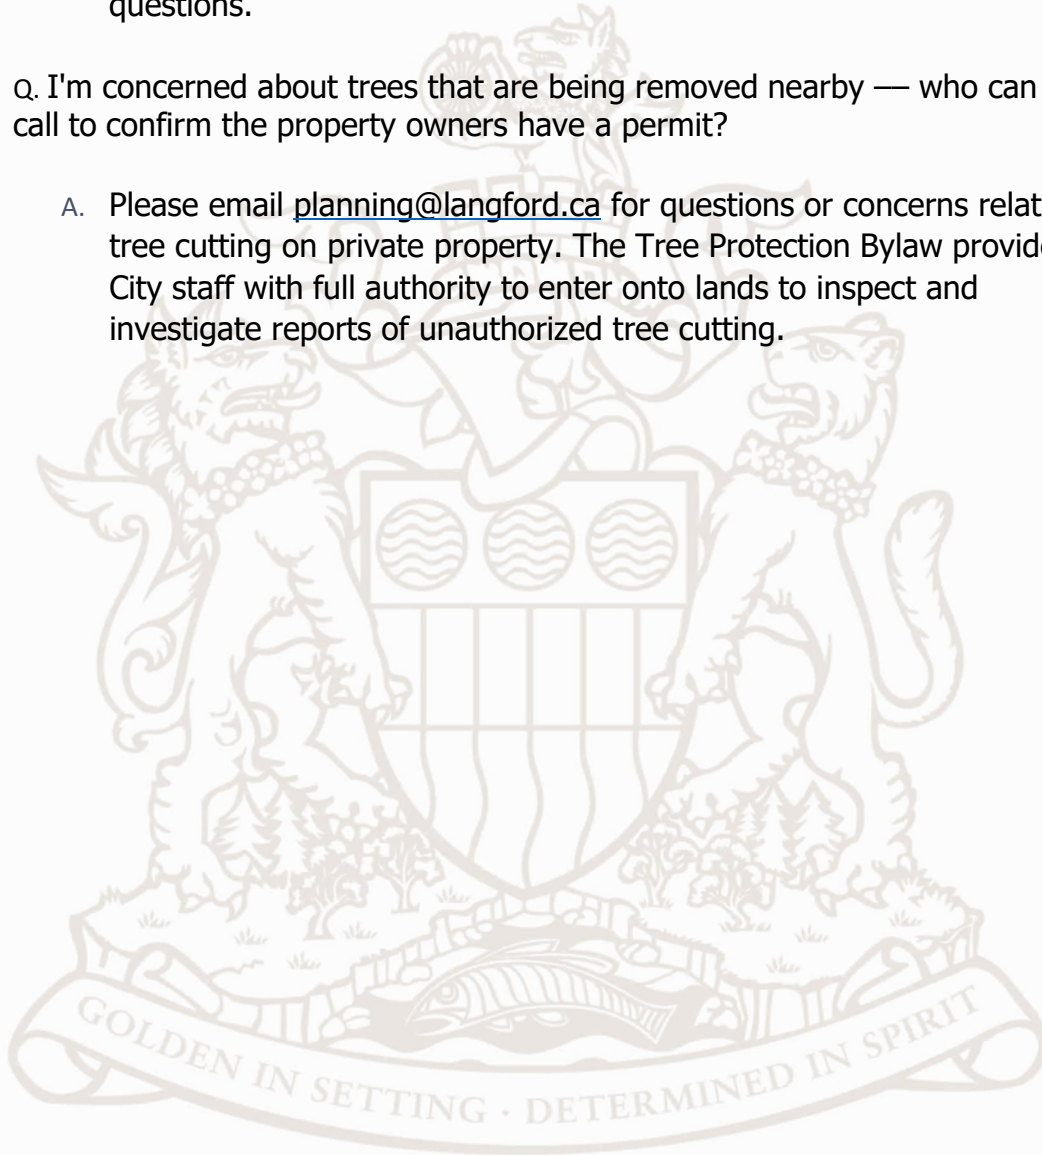 questions.
Q. I'm concerned about trees that are being removed nearby — who can
call to confirm the property owners have a permit?
A. Please email planning@langford.ca for questions or concerns relat
tree cutting on private property. The Tree Protection Bylaw provid
City staff with full authority to enter onto lands to inspect and
investigate reports of unauthorized tree cutting.
GOLDEN IN SETTING · DETERMINED IN SPIRIT